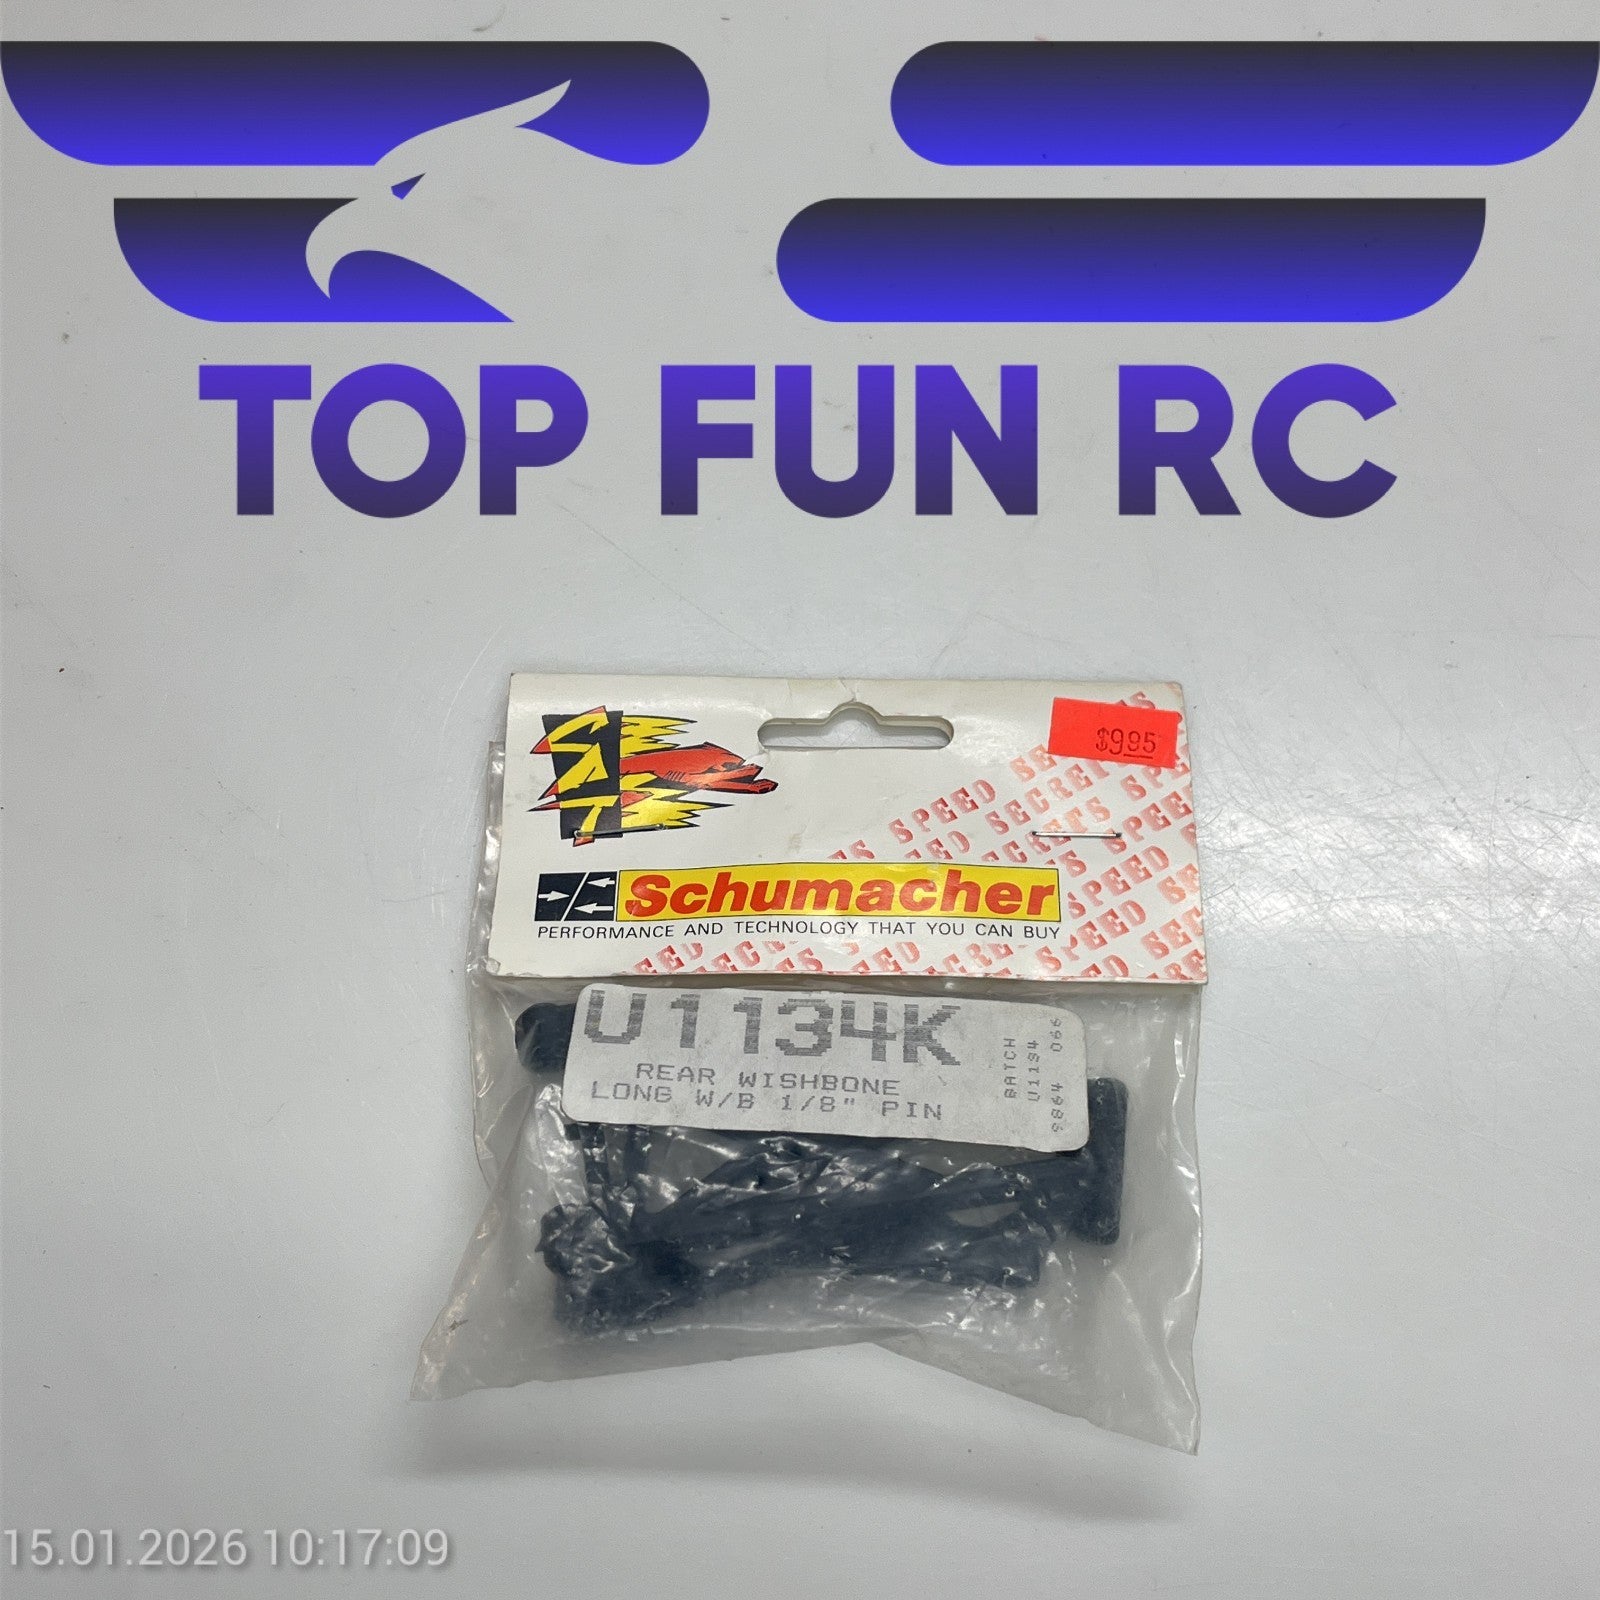 TOP FUN RC
CAT
$9.95
SPEED SECRETS
Schumacher
PERFORMANCE AND TECHNOLOGY THAT YOU CAN BUY
U1134K
REAR WISHBONE
LONG W/B 1/8" PIN
BATCH
U1134 066
15.01.2026 10:17:09